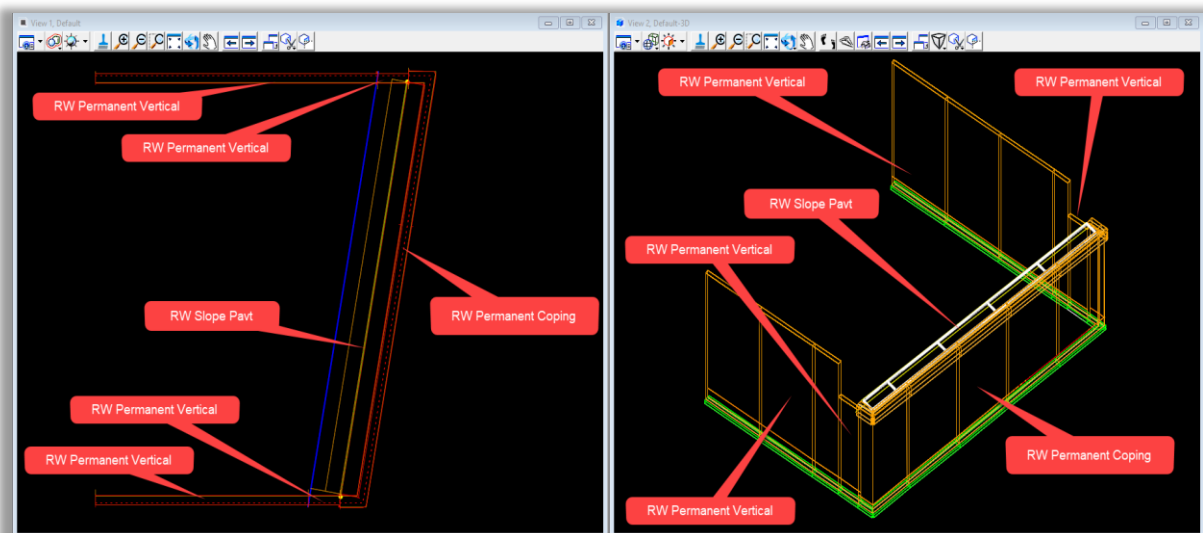 View 1, Default
RW Permanent Vertical
RW Permanent Vertical
RW Slope Pavt
RW Permanent Coping
RW Permanent Vertical
RW Permanent Vertical
View 2, Default-3D
RW Permanent Vertical
RW Permanent Vertical
RW Slope Pavt
RW Permanent Vertical
RW Permanent Coping
RW Permanent Vertical